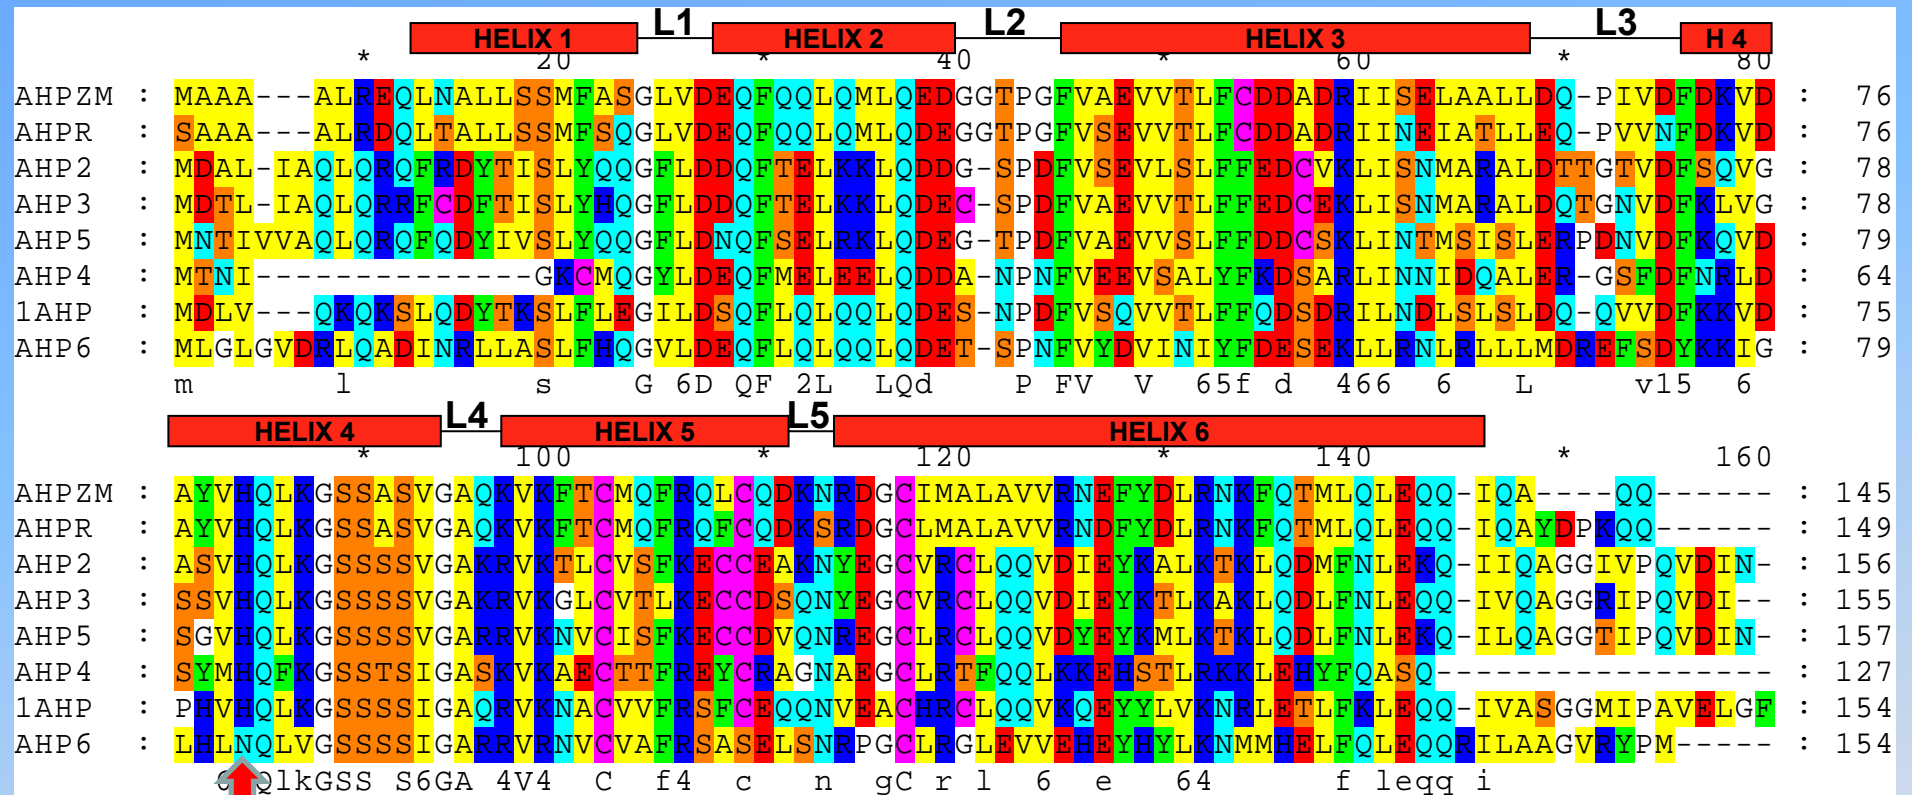 L1 L2 L3
HELIX 1 HELIX 2 HELIX 3 H 4
* 20 * 40 * 60 * 80
AHPZM : MAAA---ALREQLNALLSSMFASGLVDEQFQQLQMLQEDGGTPGFVAEVVTLFCDDADRIISELAALLDQ-PIVDFDKVD : 76
AHPR : SAAA---ALRDQLTALLSSMFSQGLVDEQFQQLQMLQDEGGTPGFVSEVVTLFCDDADRIINEIATLLEQ-PVVNFDKVD : 76
AHP2 : MDAL-IAQLQRQFRDYTISLYQQGFLDDQFTELKKLQDDG-SPDFVSEVLSLFFEDCVKLISNMARALDTTGTVDFSQVG : 78
AHP3 : MDTL-IAQLQRRFCDFTISLYHQGFLDDQFTELKKLQDEC-SPDFVAEVVTLFFEDCEKLISNMARALDQTGNVDFKLVG : 78
AHP5 : MNTIVVAQLQRQFQDYIVSLYQQGFLDNQFSELRKLQDEG-TPDFVAEVVSLFFDDCSKLINTMSISLERPDNVDFKQVD : 79
AHP4 : MTNI--------------GKCMQGYLDEQFMELEELQDDA-NPNFVEEVSALYFKDSARLINNIDQALER-GSFDFNRLD : 64
1AHP : MDLV---QKQKSLQDYTKSLFLEGILDSQFLQLQQLQDES-NPDFVSQVVTLFFQDSDRILNDLSLSLDQ-QVVDFKKVD : 75
AHP6 : MLGLGVDRLQADINRLLASLFHQGVLDEQFLQLQQLQDET-SPNFVYDVINIYFDESEKLLRNLRLLLMDREFSDYKKIG : 79
m l s G 6D QF 2L LQd P FV V 65f d 466 6 L v15 6
L4 L5
HELIX 4 HELIX 5 HELIX 6
* 100 * 120 * 140 * 160
AHPZM : AYVHQLKGSSASVGAQKVKFTCMQFRQLCQDKNRDGCIMALAVVRNEFYDLRNKFQTMLQLEQQ-IQA----QQ------ : 145
AHPR : AYVHQLKGSSASVGAQKVKFTCMQFRQFCQDKSRDGCLMALAVVRNDFYDLRNKFQTMLQLEQQ-IQAYDPKQQ------ : 149
AHP2 : ASVHQLKGSSSSVGAKRVKTLCVSFKECCEAKNYEGCVRCLQQVDIEYKALKTKLQDMFNLEKQ-IIQAGGIVPQVDIN- : 156
AHP3 : SSVHQLKGSSSSVGAKRVKGLCVTLKECCDSQNYEGCVRCLQQVDIEYKTLKAKLQDLFNLEQQ-IVQAGGRIPQVDI-- : 155
AHP5 : SGVHQLKGSSSSVGARRVKNVCISFKECCDVQNREGCLRCLQQVDYEYKMLKTKLQDLFNLEKQ-ILQAGGTIPQVDIN- : 157
AHP4 : SYMHQFKGSSTSIGASKVKAECTTFREYCRAGNAEGCLRTFQQLKKEHSTLRKKLEHYFQASQ----------------- : 127
1AHP : PHVHQLKGSSSSIGAQRVKNACVVFRSFCEQQNVEACHRCLQQVKQEYYLVKNRLETLFKLEQQ-IVASGGMIPAVELGF : 154
AHP6 : LHLNQLVGSSSSIGARRVRNVCVAFRSASELSNRPGCLRGLEVVEHEYHYLKNMMHELFQLEQQRILAAGVRYPM----- : 154
6 QlkGSS S6GA 4V4 C f4 c n gC r l 6 e 64 f leqq i